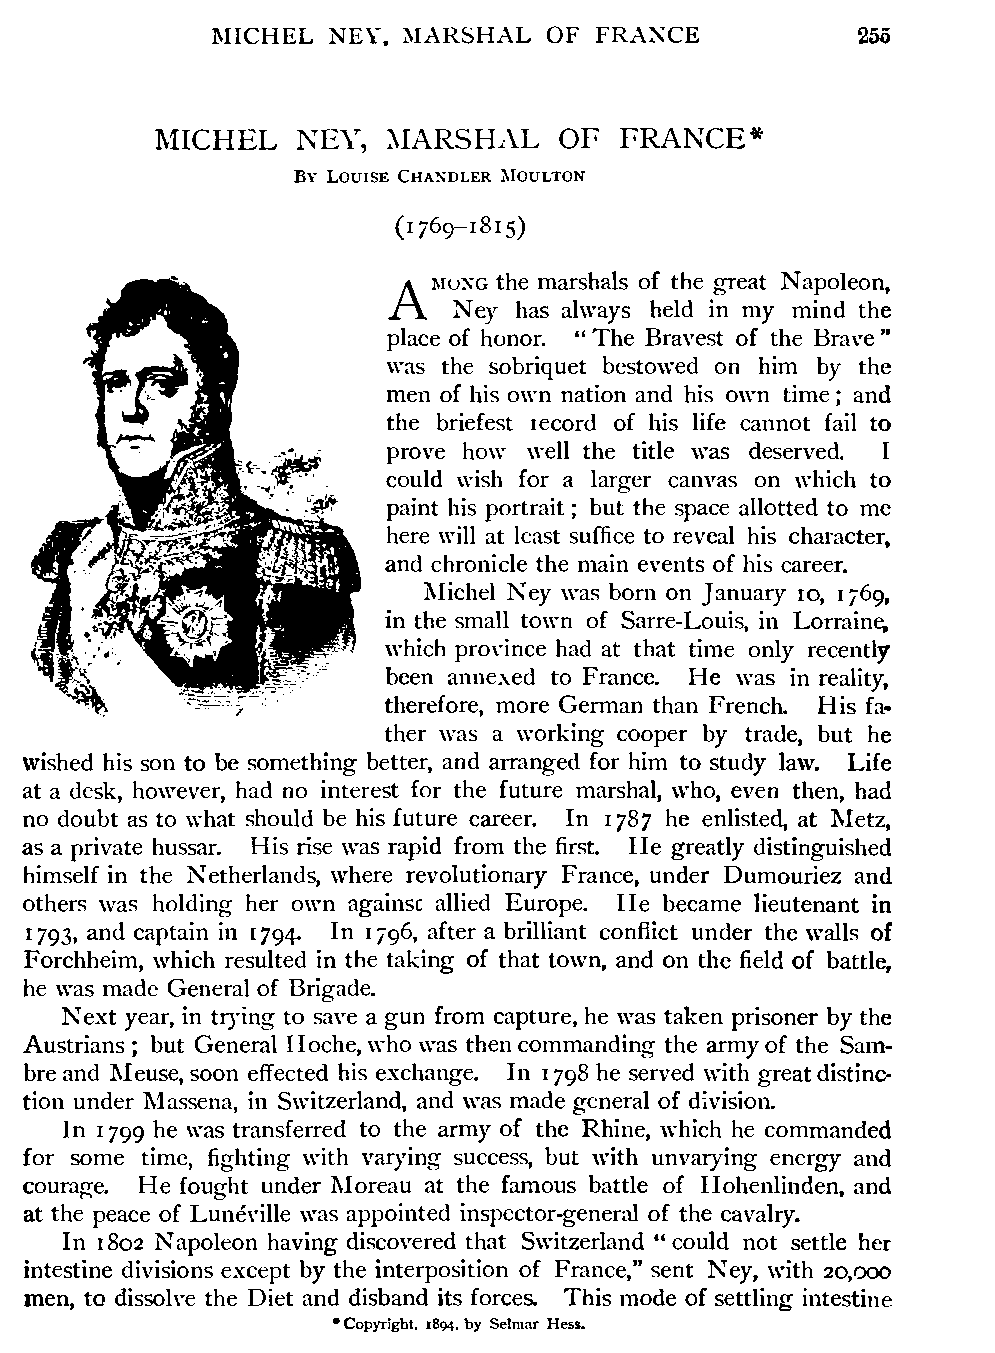 MICHEL NEY, MARSHAL OF FRANCE 255
MICHEL NEY, MARSHAL OF FRANCE*
BY LOUISE CHANDLER MOULTON
(1769–1815)
AMONG the marshals of the great Napoleon,
Ney has always held in my mind the
place of honor. “The Bravest of the Brave”
was the sobriquet bestowed on him by the
men of his own nation and his own time; and
the briefest record of his life cannot fail to
prove how well the title was deserved. I
could wish for a larger canvas on which to
paint his portrait; but the space allotted to me
here will at least suffice to reveal his character,
and chronicle the main events of his career.
Michel Ney was born on January 10, 1769,
in the small town of Sarre-Louis, in Lorraine,
which province had at that time only recently
been annexed to France. He was in reality,
therefore, more German than French. His fa-
ther was a working cooper by trade, but he
wished his son to be something better, and arranged for him to study law. Life
at a desk, however, had no interest for the future marshal, who, even then, had
no doubt as to what should be his future career. In 1787 he enlisted, at Metz,
as a private hussar. His rise was rapid from the first. He greatly distinguished
himself in the Netherlands, where revolutionary France, under Dumouriez and
others was holding her own against allied Europe. He became lieutenant in
1793, and captain in 1794. In 1796, after a brilliant conflict under the walls of
Forchheim, which resulted in the taking of that town, and on the field of battle,
he was made General of Brigade.
Next year, in trying to save a gun from capture, he was taken prisoner by the
Austrians; but General Hoche, who was then commanding the army of the Sam-
bre and Meuse, soon effected his exchange. In 1798 he served with great distinc-
tion under Massena, in Switzerland, and was made general of division.
In 1799 he was transferred to the army of the Rhine, which he commanded
for some time, fighting with varying success, but with unvarying energy and
courage. He fought under Moreau at the famous battle of Hohenlinden, and
at the peace of Lunéville was appointed inspector-general of the cavalry.
In 1802 Napoleon having discovered that Switzerland “could not settle her
intestine divisions except by the interposition of France,” sent Ney, with 20,000
men, to dissolve the Diet and disband its forces. This mode of settling intestine
*Copyright, 1894, by Selmar Hess.